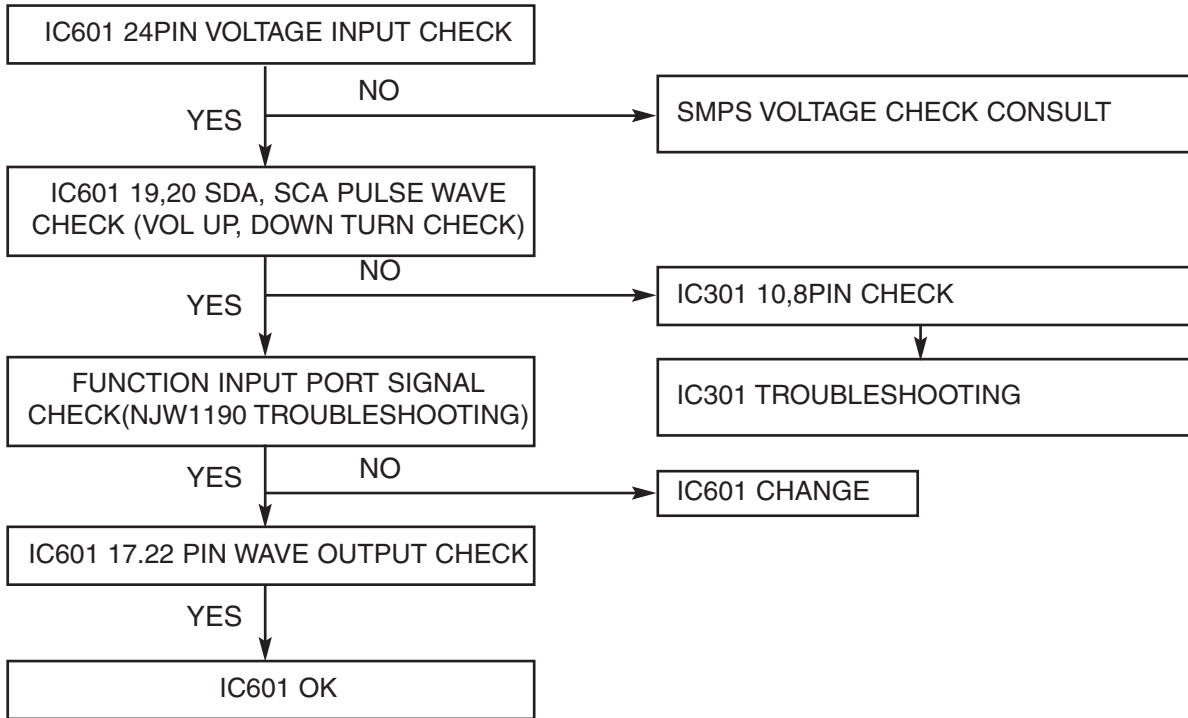 IC601 24PIN VOLTAGE INPUT CHECK
NO
SMPS VOLTAGE CHECK CONSULT
YES
IC601 19,20 SDA, SCA PULSE WAVE
CHECK (VOL UP, DOWN TURN CHECK)
NO
IC301 10,8PIN CHECK
YES
FUNCTION INPUT PORT SIGNAL
CHECK(NJW1190 TROUBLESHOOTING)
IC301 TROUBLESHOOTING
NO
YES
IC601 CHANGE
IC601 17.22 PIN WAVE OUTPUT CHECK
YES
IC601 OK